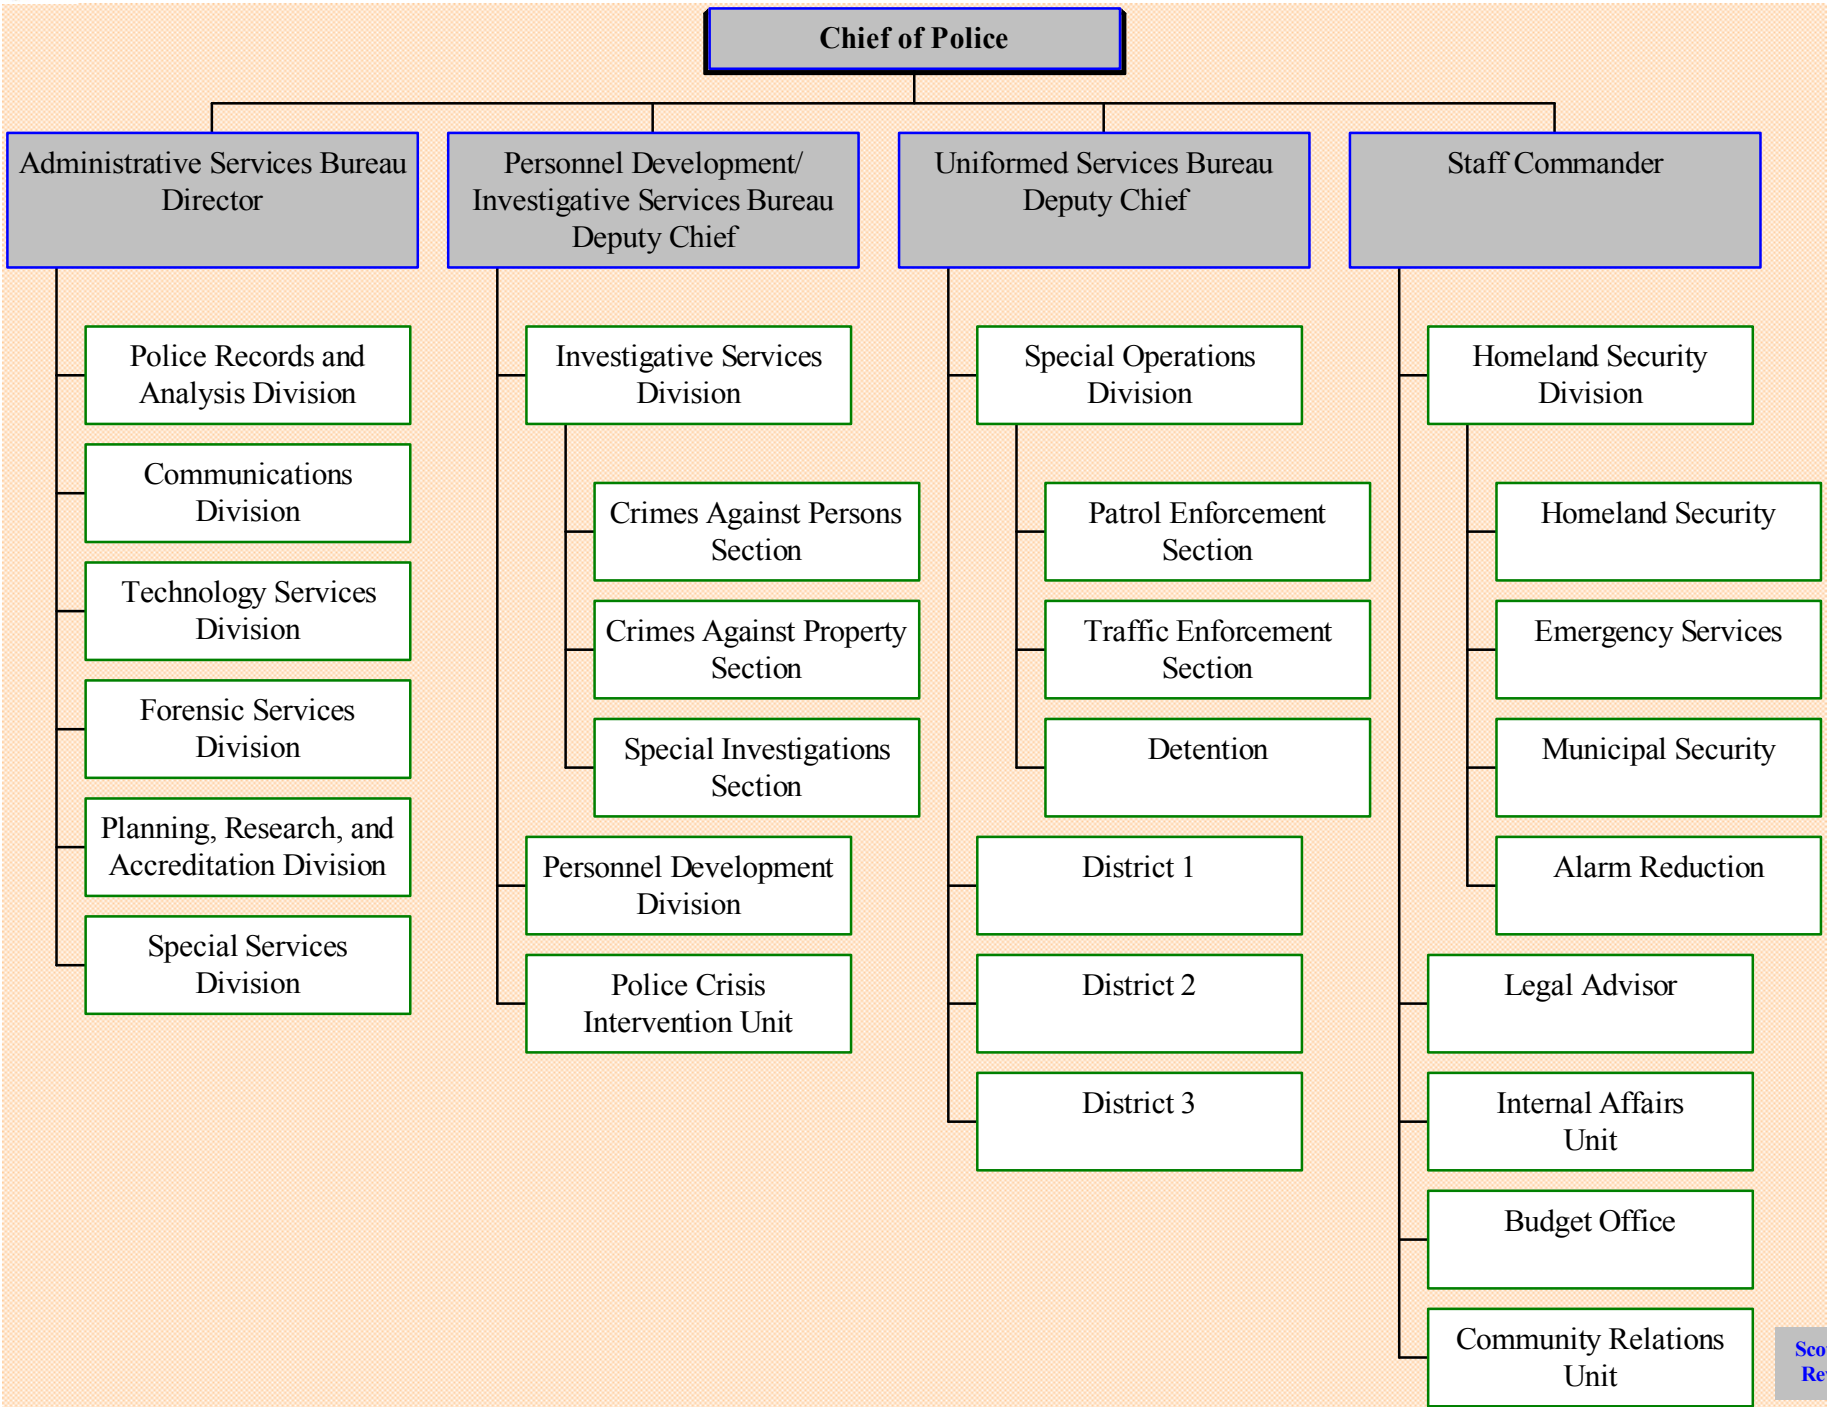 Chief of Police
Administrative Services Bureau
Director
Personnel Development/
Investigative Services Bureau
Deputy Chief
Uniformed Services Bureau
Deputy Chief
Staff Commander
Police Records and
Analysis Division
Communications
Division
Technology Services
Division
Forensic Services
Division
Planning, Research, and
Accreditation Division
Special Services
Division
Investigative Services
Division
Crimes Against Persons
Section
Crimes Against Property
Section
Special Investigations
Section
Personnel Development
Division
Police Crisis
Intervention Unit
Special Operations
Division
Patrol Enforcement
Section
Traffic Enforcement
Section
Detention
District 1
District 2
District 3
Homeland Security
Division
Homeland Security
Emergency Services
Municipal Security
Alarm Reduction
Legal Advisor
Internal Affairs
Unit
Budget Office
Community Relations
Unit